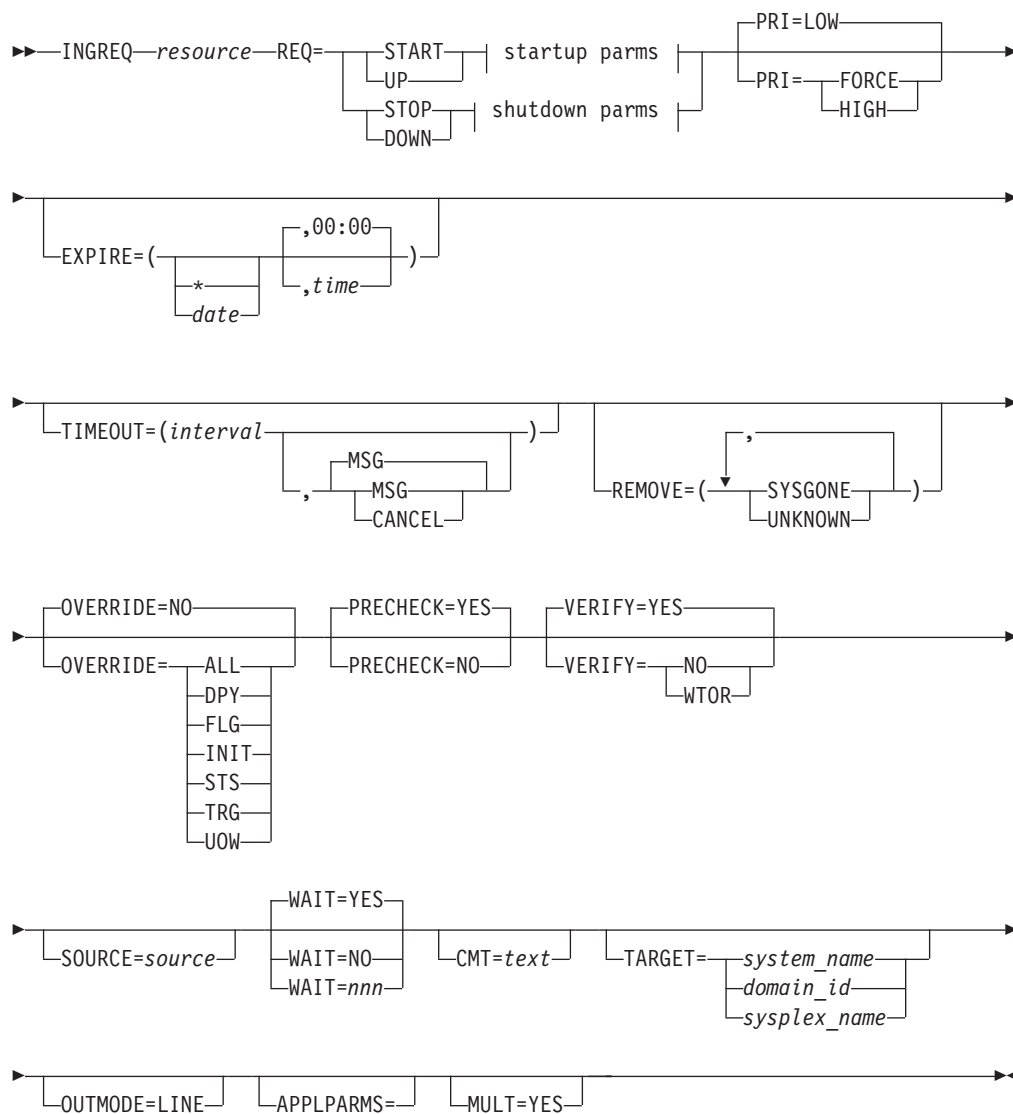 PRI=LOW
INGREQ resource REQ= START startup parms PRI= FORCE
UP HIGH
STOP shutdown parms
DOWN
,00:00
EXPIRE=( * ,time )
date
TIMEOUT=(interval )
MSG ,
, MSG REMOVE=( SYSGONE )
CANCEL UNKNOWN
OVERRIDE=NO PRECHECK=YES VERIFY=YES
OVERRIDE= ALL PRECHECK=NO VERIFY= NO
DPY WTOR
FLG
INIT
STS
TRG
UOW
WAIT=YES
SOURCE=source WAIT=NO CMT=text TARGET= system_name
WAIT=nnn domain_id
sysplex_name
OUTMODE=LINE APPLPARMS= MULT=YES